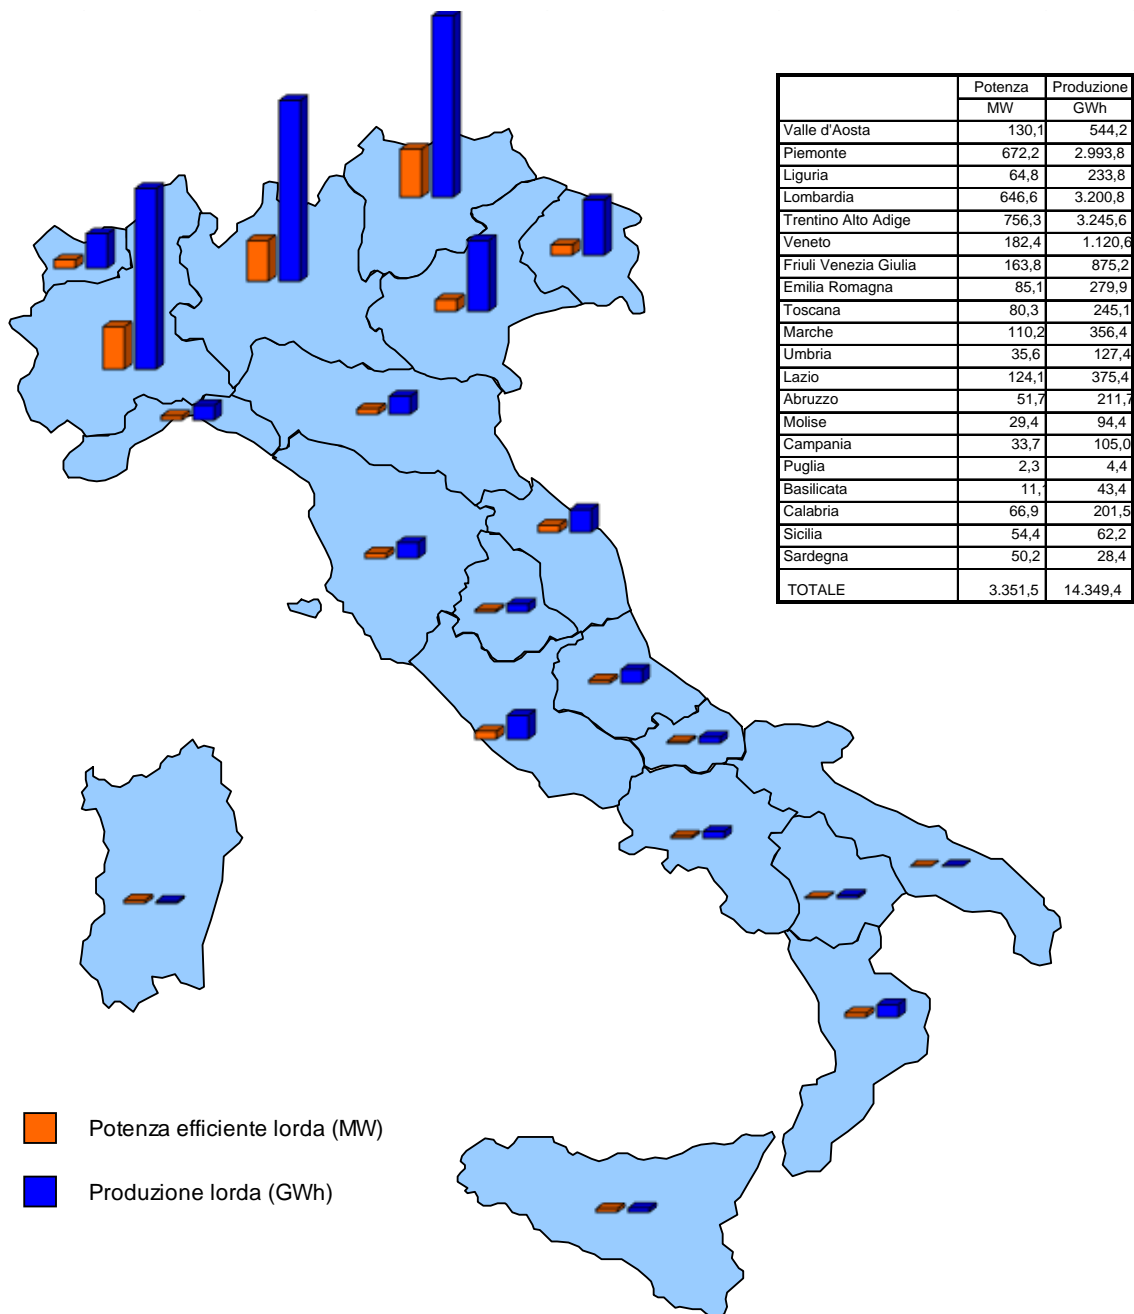 Potenza Produzione
MW GWh
Valle d'Aosta 130,1 544,2
Piemonte 672,2 2.993,8
Liguria 64,8 233,8
Lombardia 646,6 3.200,8
Trentino Alto Adige 756,3 3.245,6
Veneto 182,4 1.120,6
Friuli Venezia Giulia 163,8 875,2
Emilia Romagna 85,1 279,9
Toscana 80,3 245,1
Marche 110,2 356,4
Umbria 35,6 127,4
Lazio 124,1 375,4
Abruzzo 51,7 211,7
Molise 29,4 94,4
Campania 33,7 105,0
Puglia 2,3 4,4
Basilicata 11,1 43,4
Calabria 66,9 201,5
Sicilia 54,4 62,2
Sardegna 50,2 28,4
TOTALE 3.351,5 14.349,4
Potenza efficiente lorda (MW)
Produzione lorda (GWh)